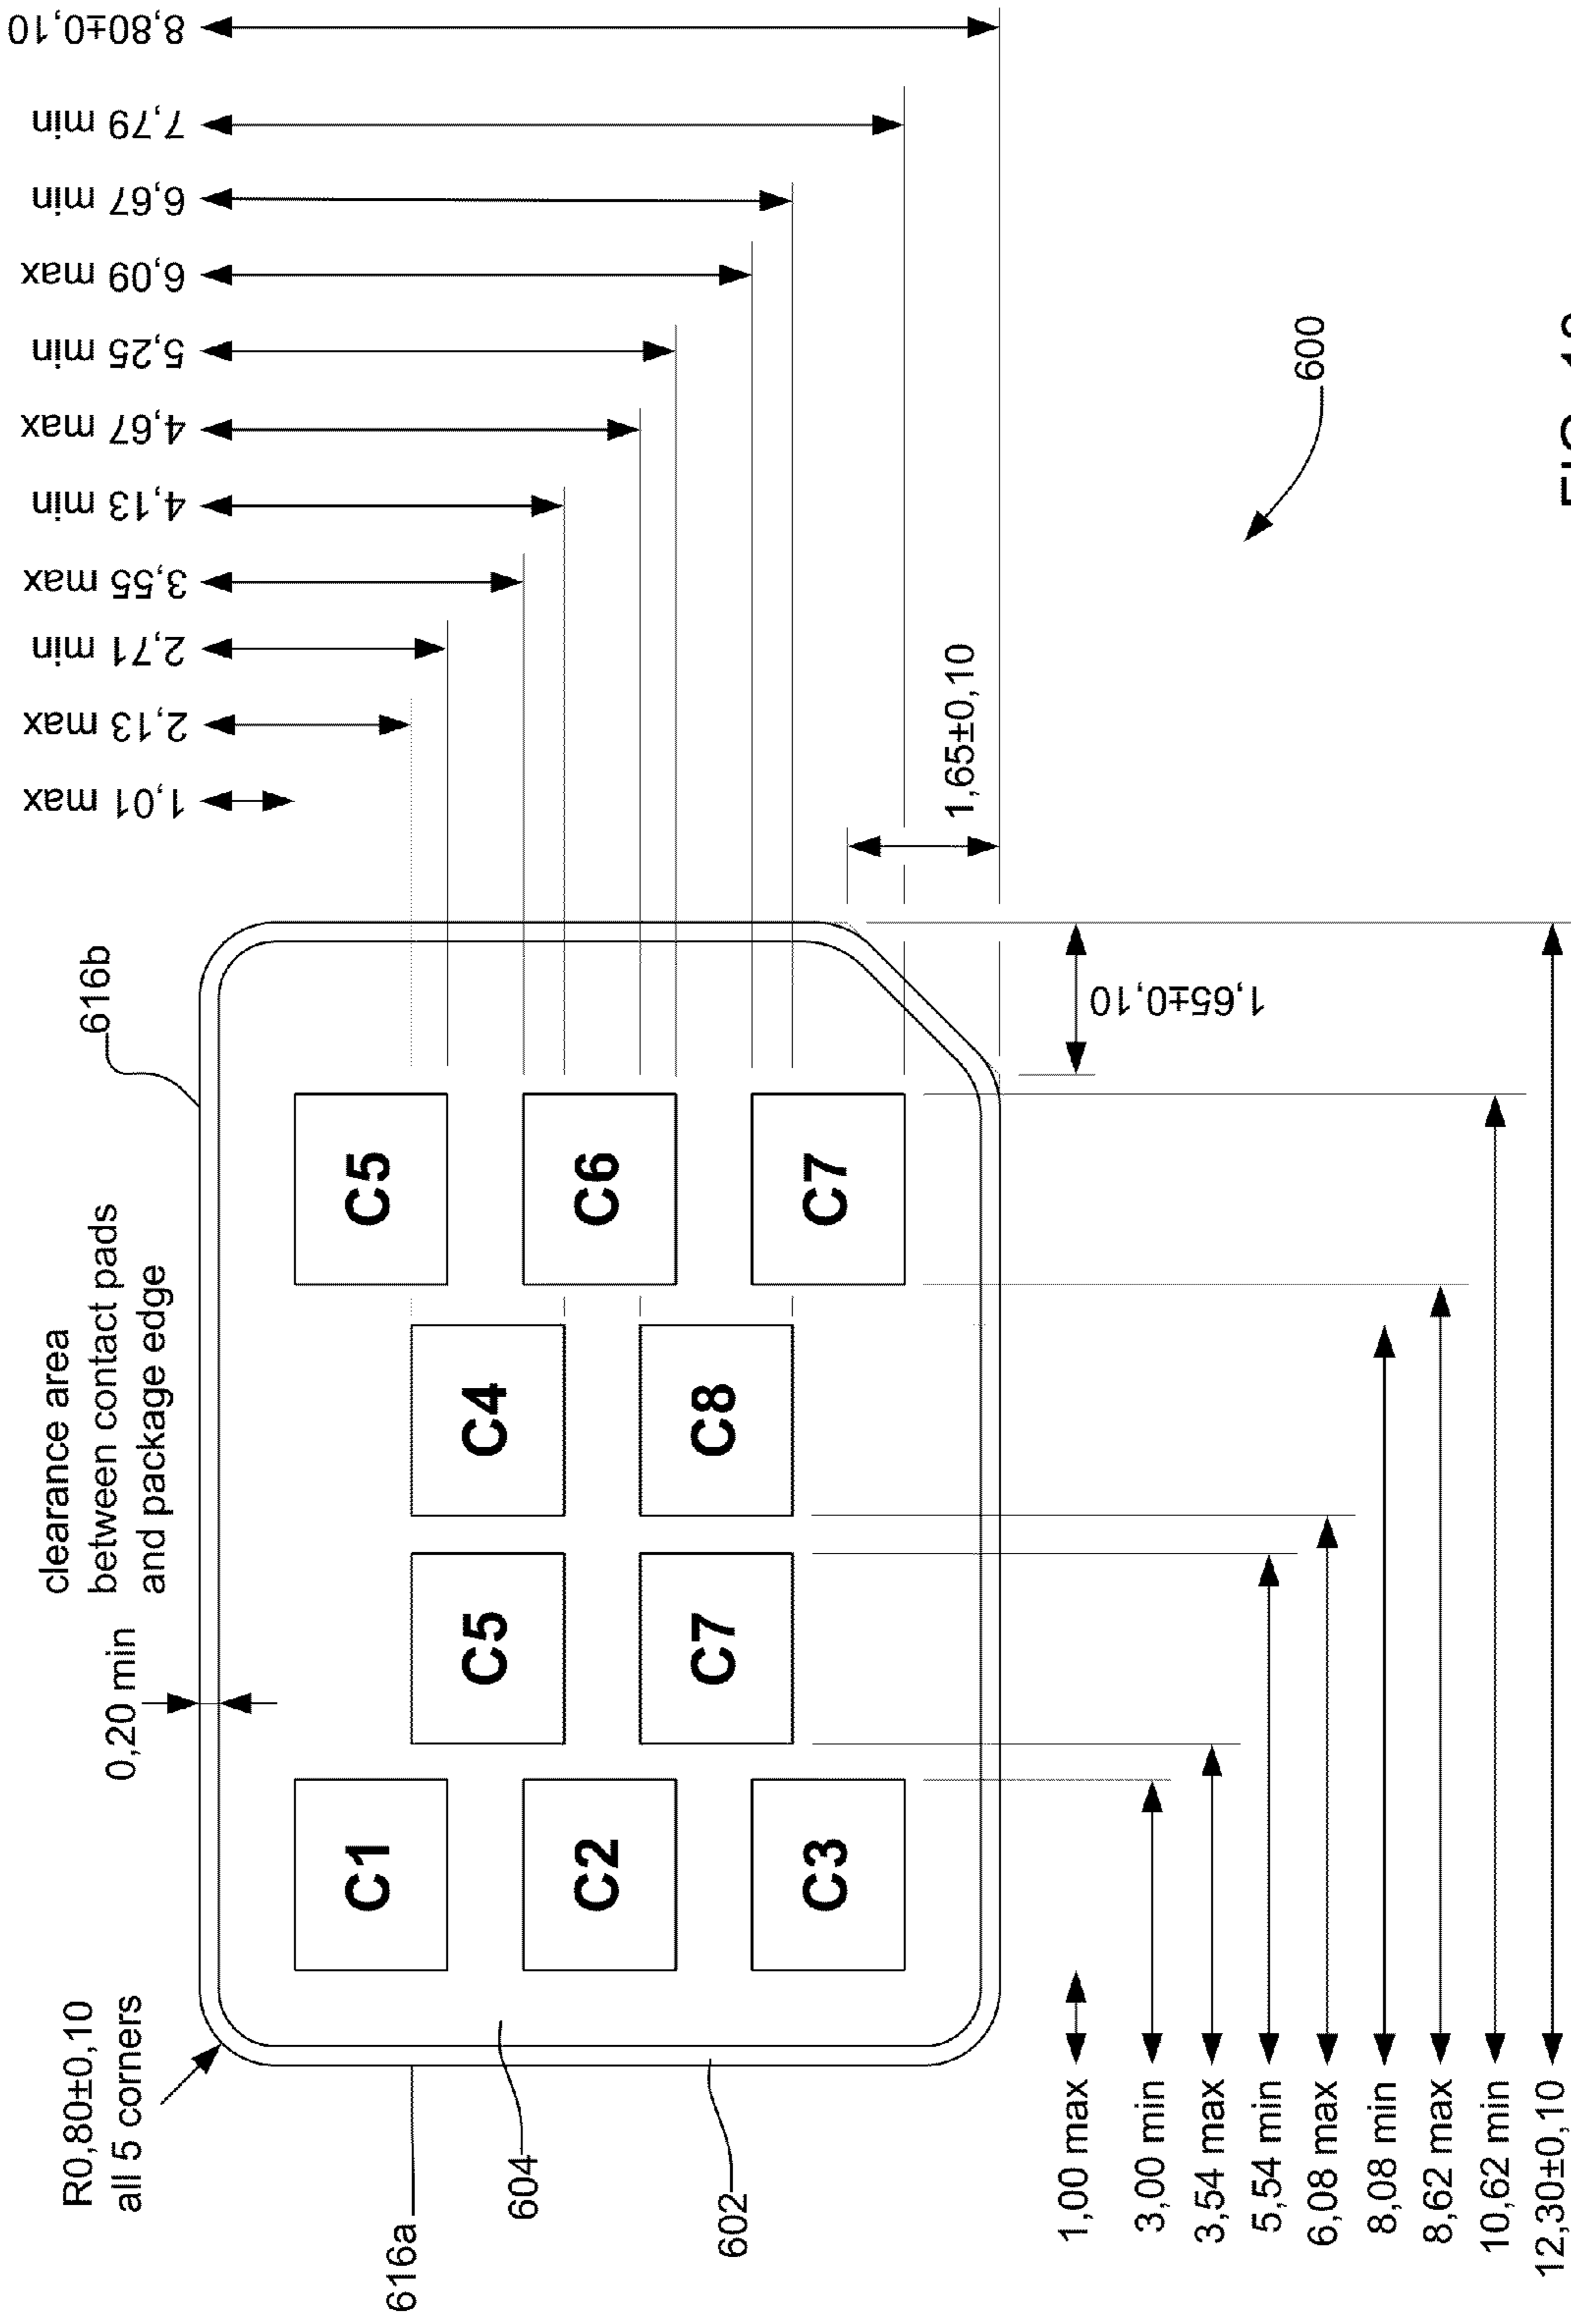 R0,80±0,10
all 5 corners
0,20 min
clearance area
between contact pads
and package edge
616b
616a
604
602
C1
C2
C3
C5
C7
C4
C8
C5
C6
C7
1,01 max
2,13 max
2,71 min
3,55 max
4,13 min
4,67 max
5,25 min
6,09 max
6,67 min
7,79 min
8,80±0,10
1,65±0,10
1,65±0,10
1,00 max
3,00 min
3,54 max
5,54 min
6,08 max
8,08 min
8,62 max
10,62 min
12,30±0,10
600
FIG.